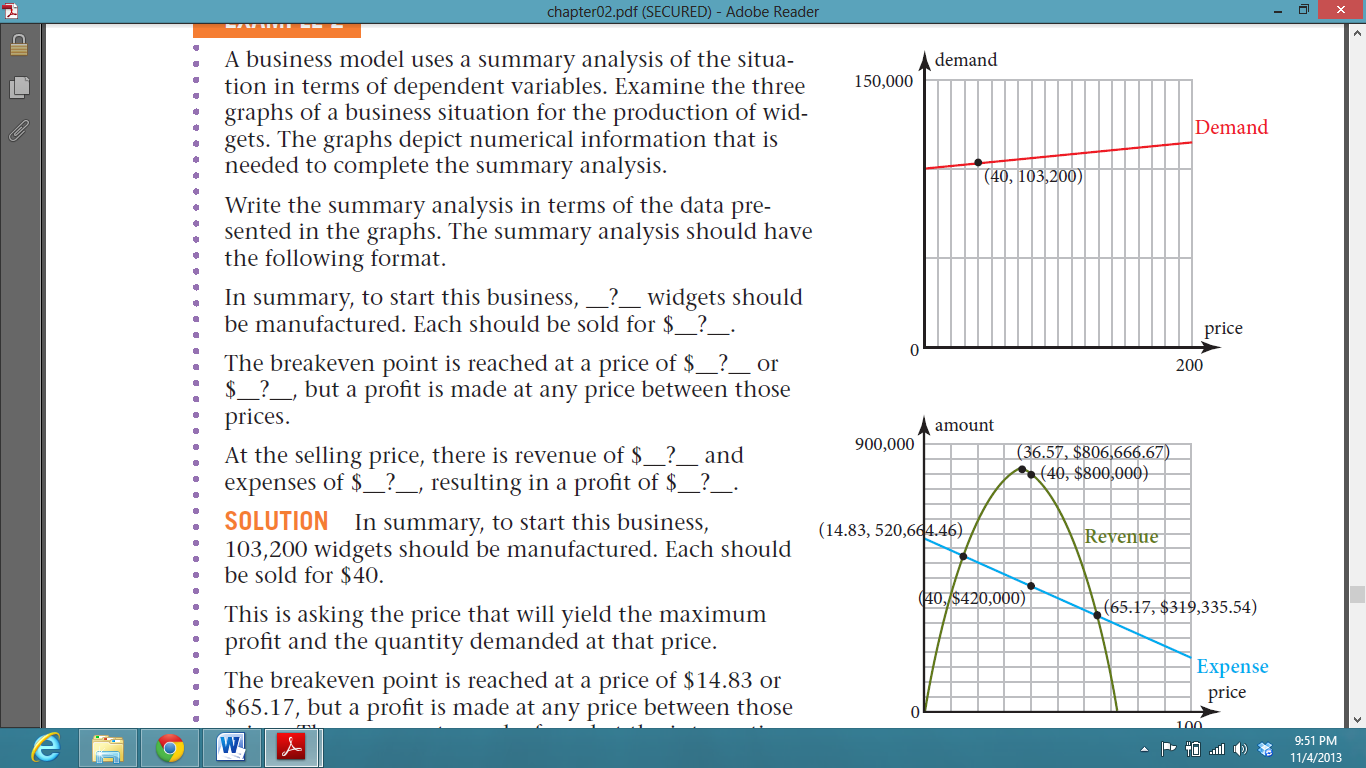 chapter02.pdf (SECURED) - Adobe Reader
EXAMPLE 2
A business model uses a summary analysis of the situa-
tion in terms of dependent variables. Examine the three
graphs of a business situation for the production of wid-
gets. The graphs depict numerical information that is
needed to complete the summary analysis.
Write the summary analysis in terms of the data pre-
sented in the graphs. The summary analysis should have
the following format.
In summary, to start this business, __?__ widgets should
be manufactured. Each should be sold for $__?__.
The breakeven point is reached at a price of $__?__ or
$__?__, but a profit is made at any price between those
prices.
At the selling price, there is revenue of $__?__ and
expenses of $__?__, resulting in a profit of $__?__.
SOLUTION In summary, to start this business,
103,200 widgets should be manufactured. Each should
be sold for $40.
This is asking the price that will yield the maximum
profit and the quantity demanded at that price.
The breakeven point is reached at a price of $14.83 or
$65.17, but a profit is made at any price between those
demand
150,000
Demand
(40, 103,200)
price
0
200
amount
900,000
(36.57, $806,666.67)
(40, $800,000)
(14.83, 520,664.46)
Revenue
(40, $420,000)
(65.17, $319,335.54)
Expense
price
0
100
9:51 PM
11/4/2013